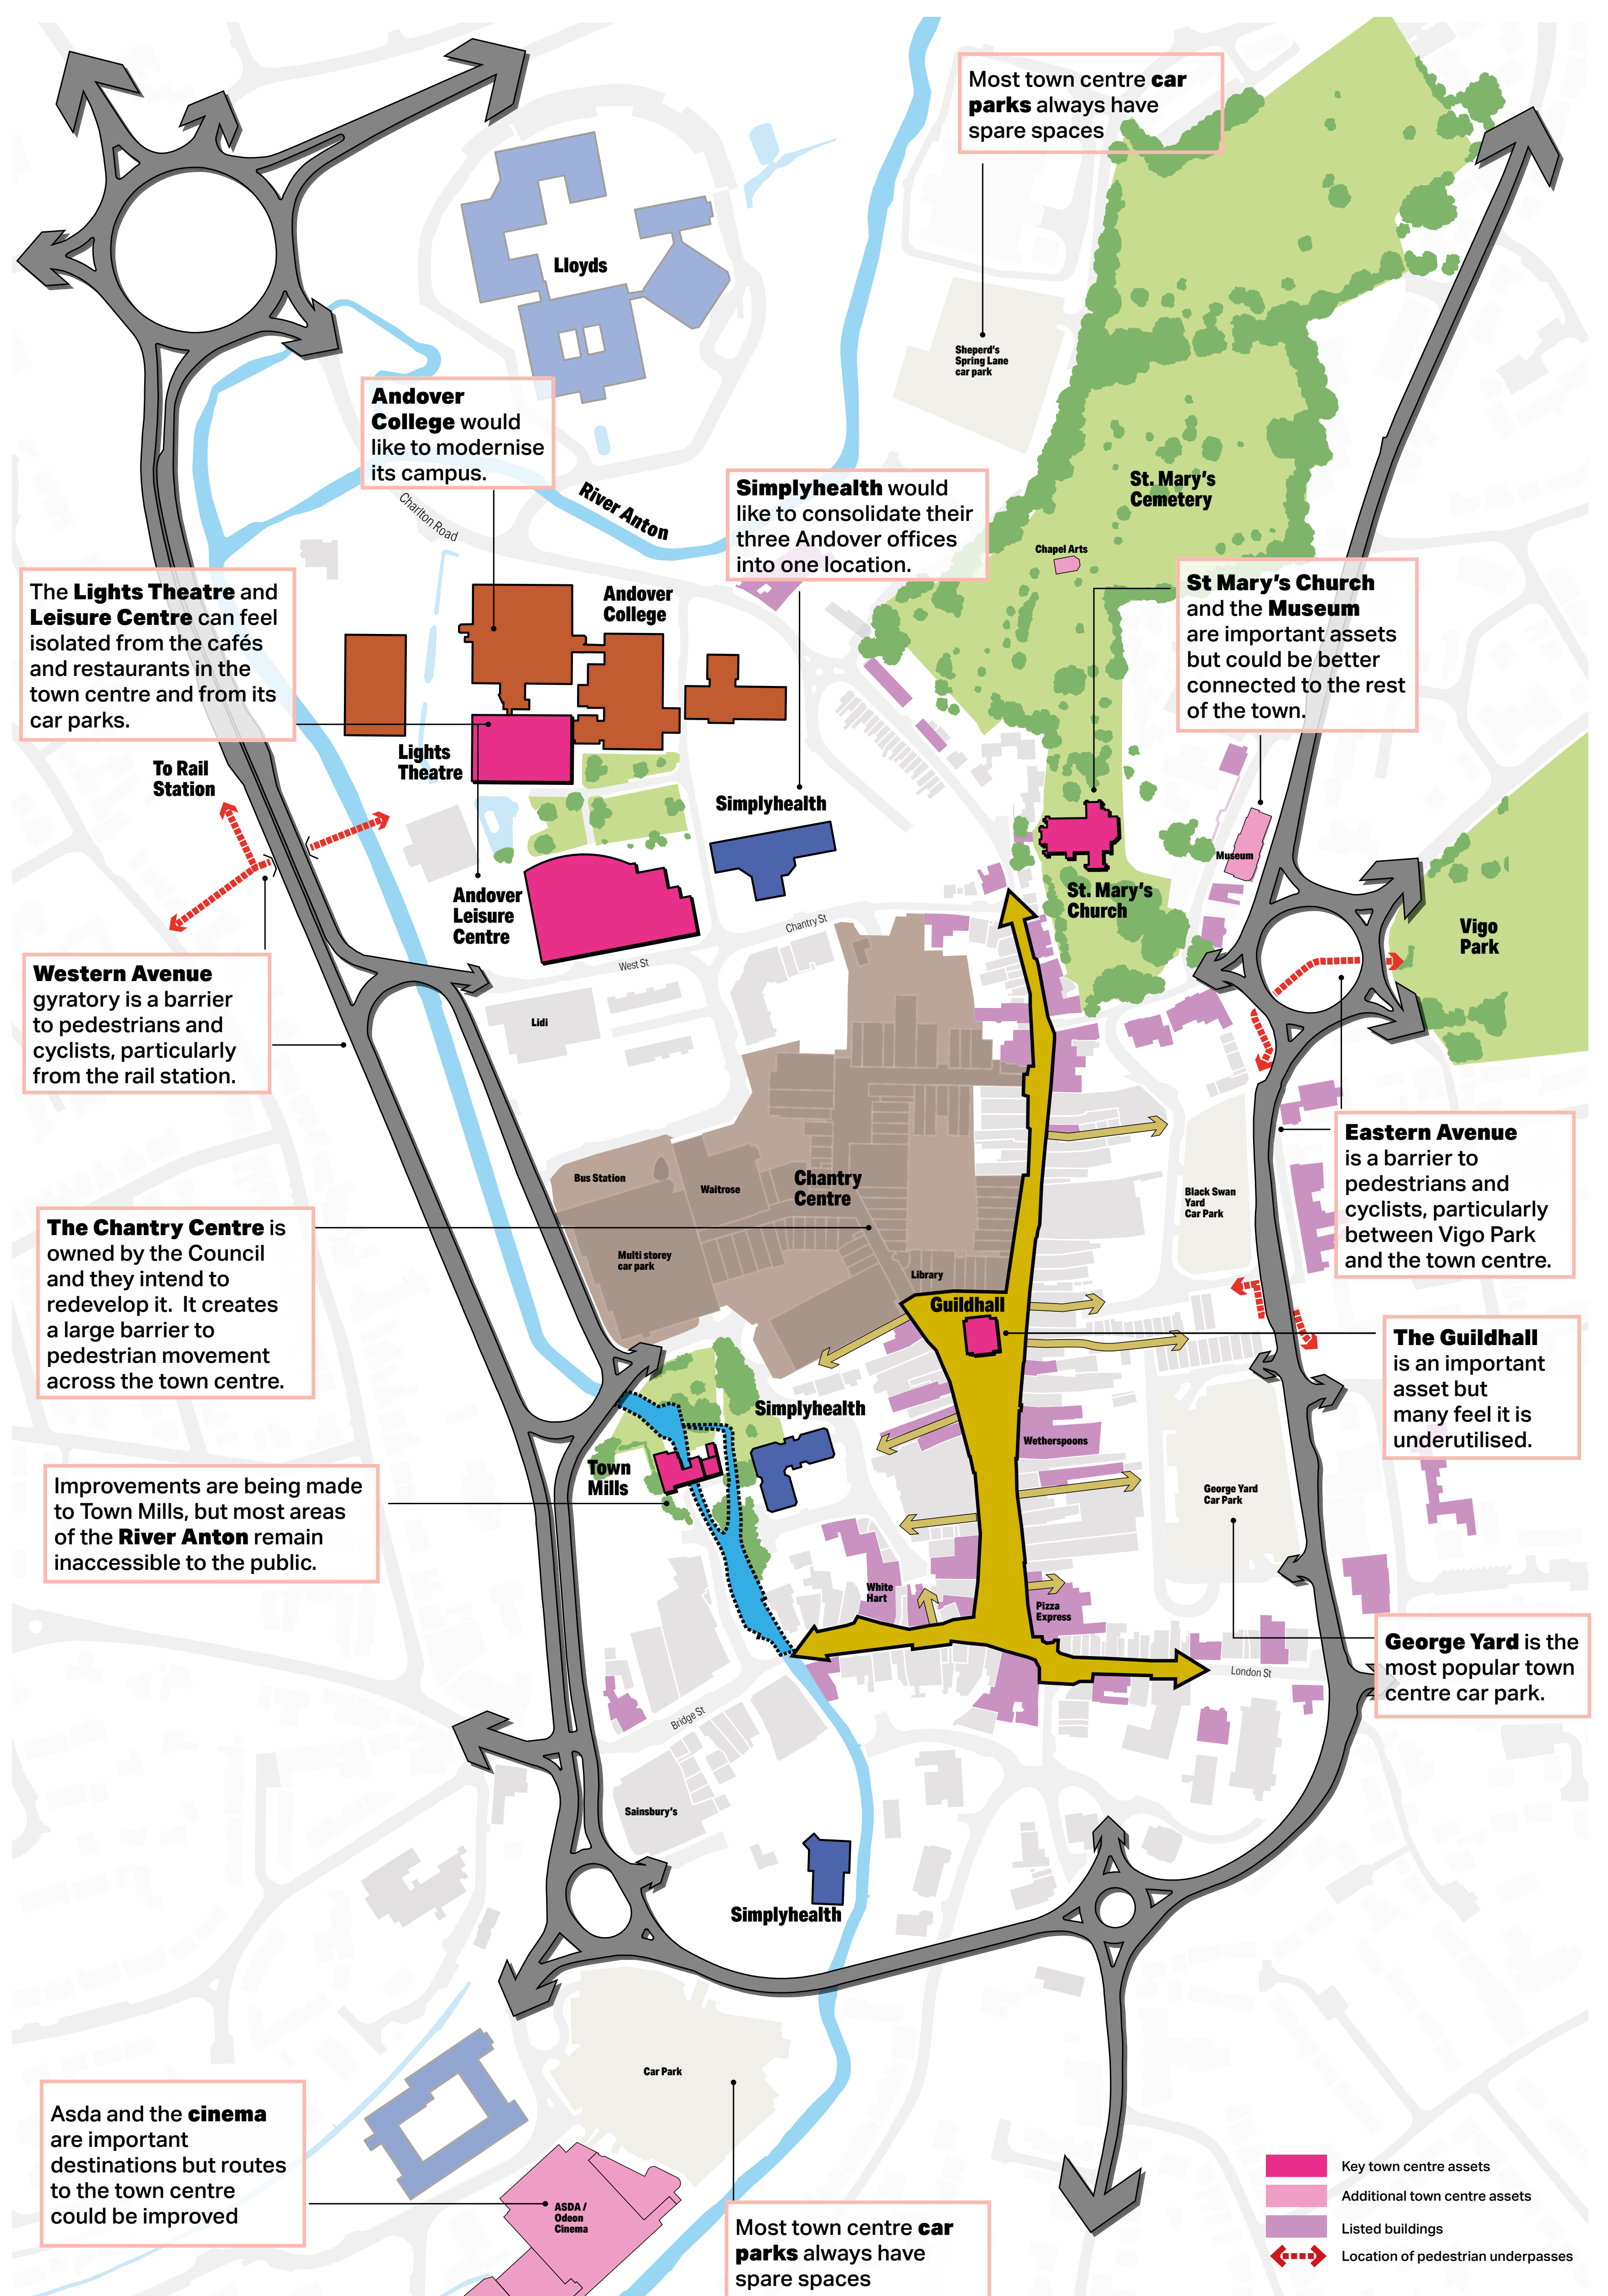 Most town centre car
parks always have
spare spaces
Lloyds
Sheperd's
Spring Lane
car park
Andover
College would
like to modernise
its campus.
Charlton Road
River Anton
Simplyhealth would
like to consolidate their
three Andover offices
into one location.
St. Mary's
Cemetery
Chapel Arts
St Mary's Church
and the Museum
are important assets
but could be better
connected to the rest
of the town.
The Lights Theatre and
Leisure Centre can feel
isolated from the cafés
and restaurants in the
town centre and from its
car parks.
Andover
College
Lights
Theatre
To Rail
Station
Simplyhealth
Museum
Andover
Leisure
Centre
St. Mary's
Church
Vigo
Park
Chantry St
West St
Western Avenue
gyratory is a barrier
to pedestrians and
cyclists, particularly
from the rail station.
Lidi
Eastern Avenue
is a barrier to
pedestrians and
cyclists, particularly
between Vigo Park
and the town centre.
Bus Station
Waitrose
Chantry
Centre
Black Swan
Yard
Car Park
The Chantry Centre is
owned by the Council
and they intend to
redevelop it. It creates
a large barrier to
pedestrian movement
across the town centre.
Multi storey
car park
Library
Guildhall
The Guildhall
is an important
asset but
many feel it is
underutilised.
Simplyhealth
Wetherspoons
Town
Mills
Improvements are being made
to Town Mills, but most areas
of the River Anton remain
inaccessible to the public.
George Yard
Car Park
White
Hart
Pizza
Express
George Yard is the
most popular town
centre car park.
London St
Bridge St
Sainsbury's
Simplyhealth
Car Park
Asda and the cinema
are important
destinations but routes
to the town centre
could be improved
ASDA /
Odeon
Cinema
Most town centre car
parks always have
spare spaces
Key town centre assets
Additional town centre assets
Listed buildings
Location of pedestrian underpasses